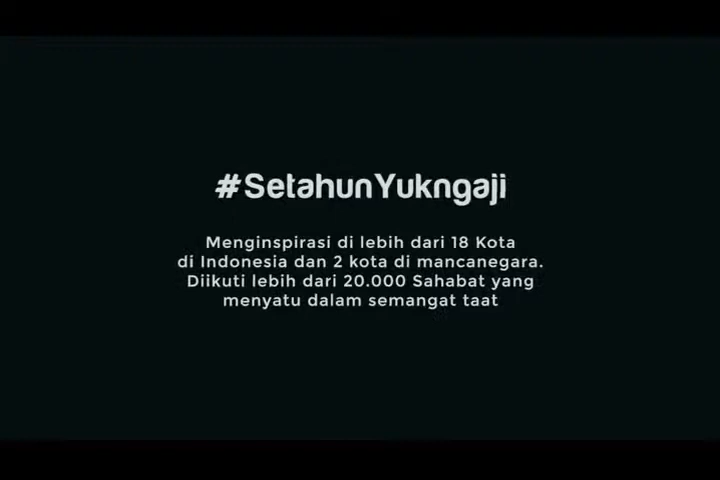 #SetahunYukngaji
Menginspirasi di lebih dari 18 Kota
di Indonesia dan 2 kota di mancanegara.
Diikuti lebih dari 20.000 Sahabat yang
menyatu dalam semangat taat